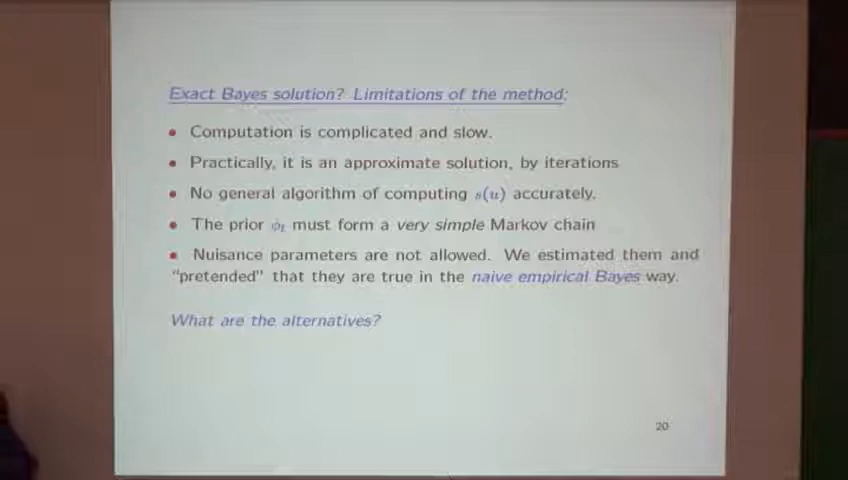 Exact Bayes solution? Limitations of the method:
• Computation is complicated and slow.
• Practically, it is an approximate solution, by iterations
• No general algorithm of computing s(u) accurately.
• The prior ϕt must form a very simple Markov chain
• Nuisance parameters are not allowed. We estimated them and
"pretended" that they are true in the naive empirical Bayes way.
What are the alternatives?
20